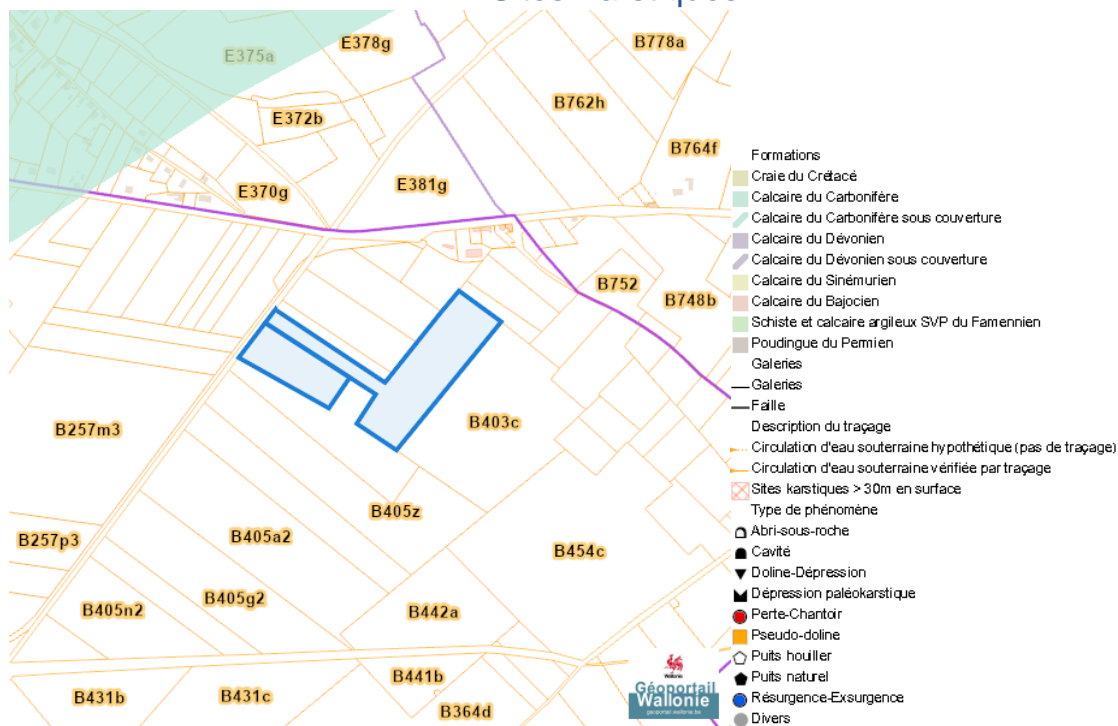 E378g
B778a
E375a
B762h
E372b
B764f
E381g
E370g
B752
B748b
B257m3
B403c
B405z
B257p3
B405a2
B454c
B405g2
B405n2
B442a
B441b
B431b
B431c
B364d
Wallonie
Géoportail
Wallonie
geoportail.wallonie.be
Formations
Craie du Crétacé
Calcaire du Carbonifère
Calcaire du Carbonifère sous couverture
Calcaire du Dévonien
Calcaire du Dévonien sous couverture
Calcaire du Sinémurien
Calcaire du Bajocien
Schiste et calcaire argileux SVP du Famennien
Poudingue du Permien
Galeries
Galeries
Faille
Description du traçage
Circulation d'eau souterraine hypothétique (pas de traçage)
Circulation d'eau souterraine vérifiée par traçage
Sites karstiques > 30m en surface
Type de phénomène
Abri-sous-roche
Cavité
Doline-Dépression
Dépression paléokarstique
Perte-Chantoir
Pseudo-doline
Puits houiller
Puits naturel
Résurgence-Exsurgence
Divers